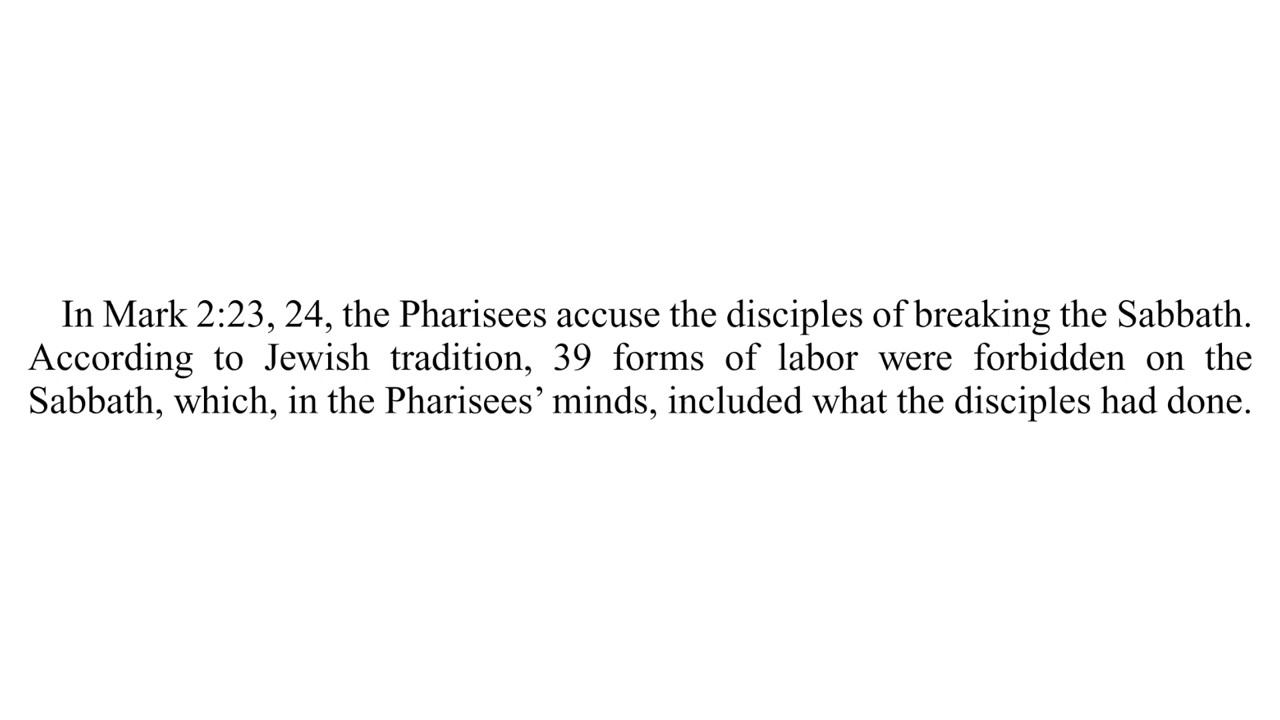 In Mark 2:23, 24, the Pharisees accuse the disciples of breaking the Sabbath.
According to Jewish tradition, 39 forms of labor were forbidden on the
Sabbath, which, in the Pharisees’ minds, included what the disciples had done.